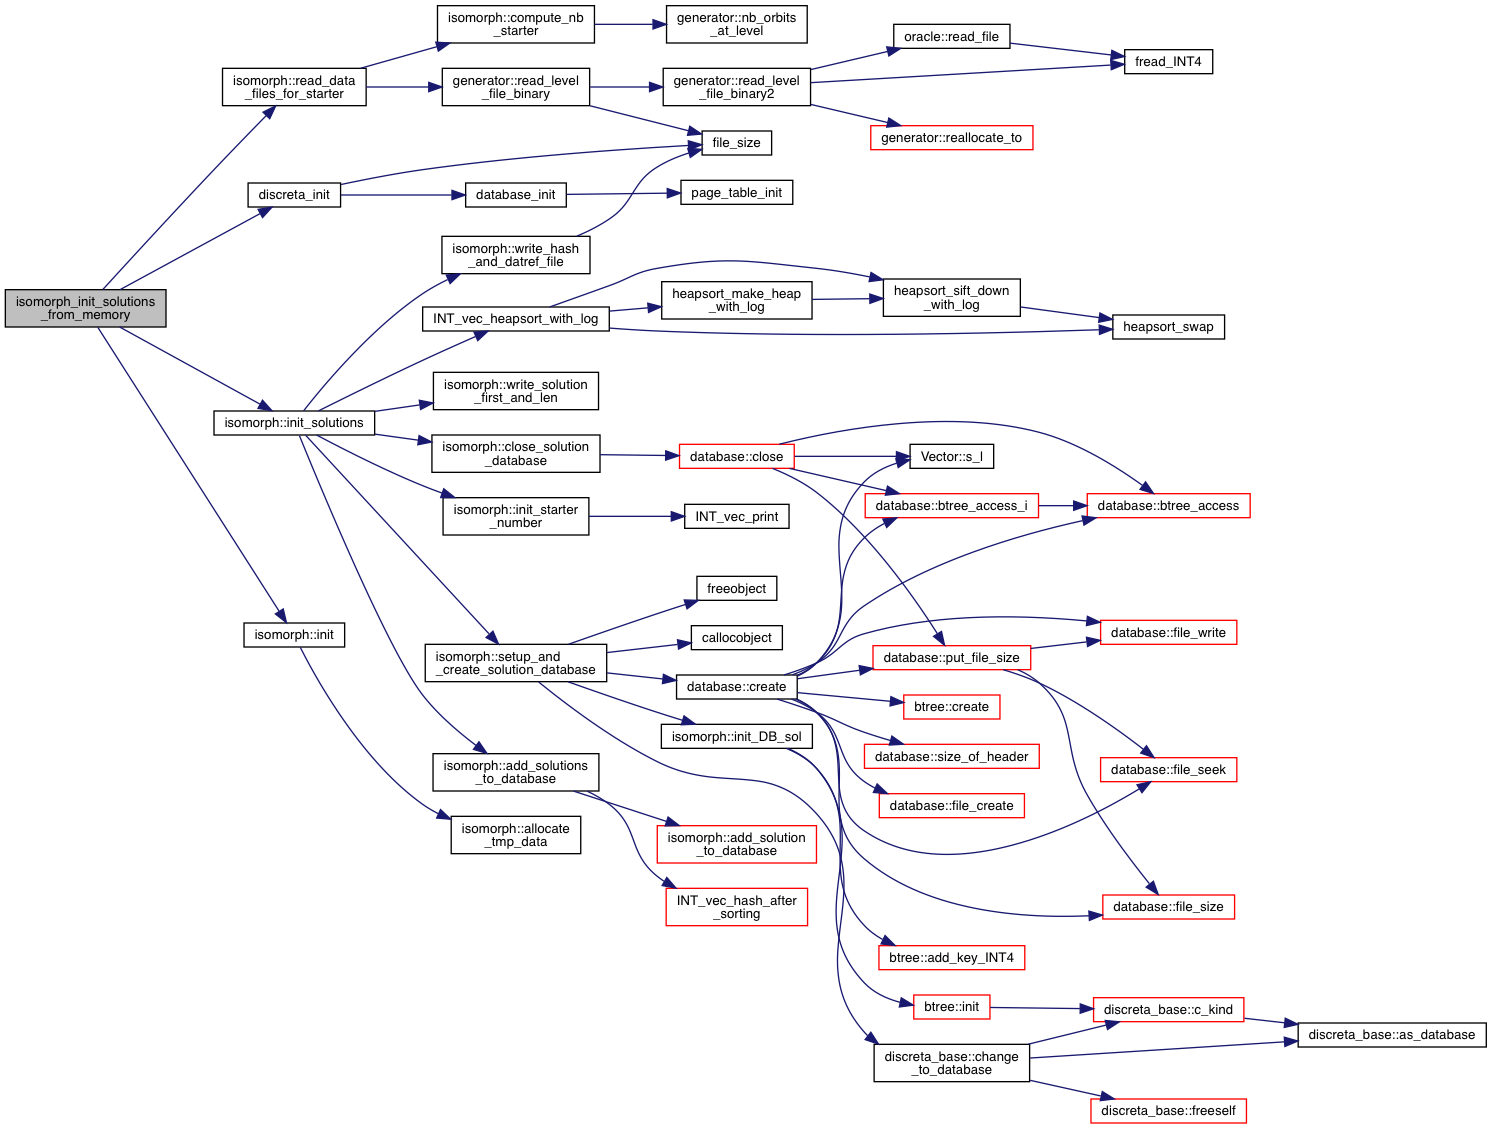 isomorph_init_solutions
_from_memory
isomorph::read_data
_files_for_starter
discreta_init
isomorph::init_solutions
isomorph::init
isomorph::compute_nb
_starter
generator::read_level
_file_binary
database_init
isomorph::write_hash
_and_datref_file
INT_vec_heapsort_with_log
isomorph::write_solution
_first_and_len
isomorph::close_solution
_database
isomorph::init_starter
_number
isomorph::setup_and
_create_solution_database
isomorph::add_solutions
_to_database
isomorph::allocate
_tmp_data
generator::nb_orbits
_at_level
generator::read_level
_file_binary2
file_size
page_table_init
heapsort_make_heap
_with_log
database::close
INT_vec_print
freeobject
callocobject
database::create
isomorph::init_DB_sol
isomorph::add_solution
_to_database
INT_vec_hash_after
_sorting
oracle::read_file
generator::reallocate_to
heapsort_sift_down
_with_log
Vector::s_l
database::btree_access_i
database::put_file_size
btree::create
database::size_of_header
database::file_create
btree::add_key_INT4
btree::init
discreta_base::change
_to_database
fread_INT4
heapsort_swap
database::btree_access
database::file_write
database::file_seek
database::file_size
discreta_base::c_kind
discreta_base::freeself
discreta_base::as_database